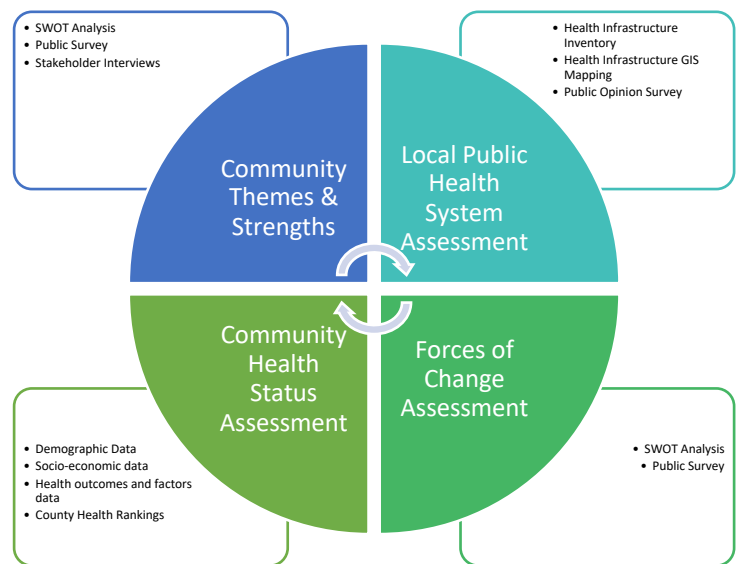 • SWOT Analysis
• Public Survey
• Stakeholder Interviews
• Health Infrastructure
Inventory
• Health Infrastructure GIS
Mapping
• Public Opinion Survey
Community
Themes &
Strengths
Local Public
Health
System
Assessment
Community
Health
Status
Assessment
Forces of
Change
Assessment
• Demographic Data
• Socio-economic data
• Health outcomes and factors
data
• County Health Rankings
• SWOT Analysis
• Public Survey